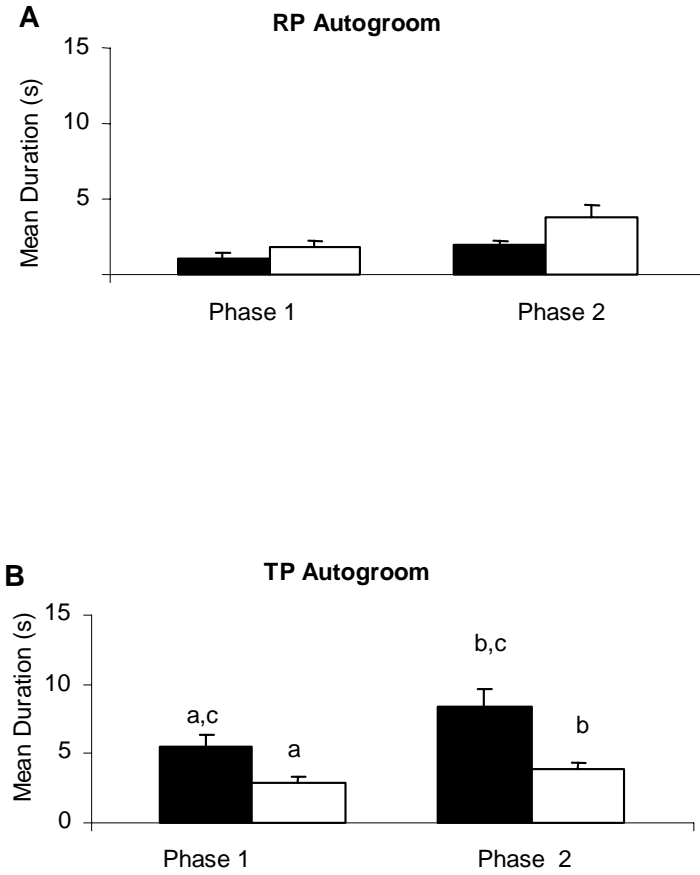 A
RP Autogroom
Mean Duration (s)
15
10
5
Phase 1 Phase 2
B
TP Autogroom
Mean Duration (s)
15
10
5
0
a,c
a
b,c
b
Phase 1 Phase 2